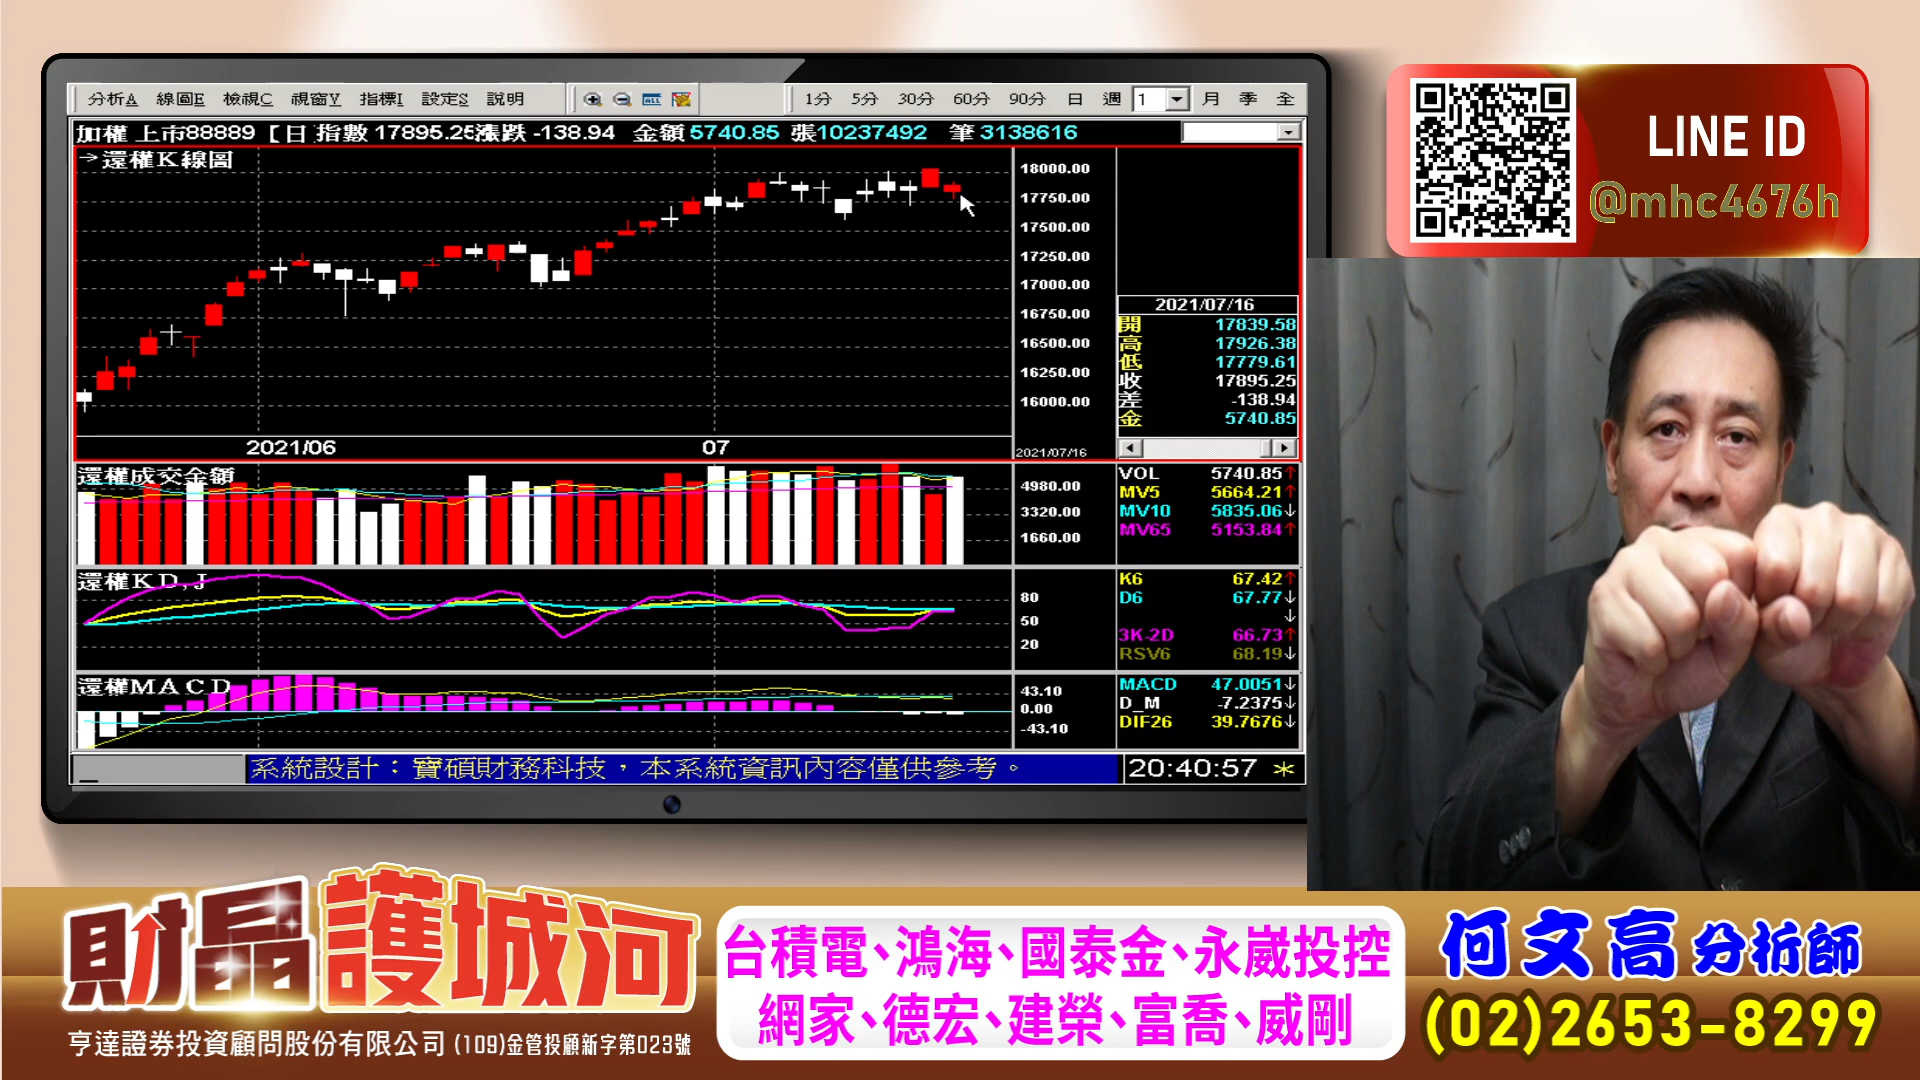 分析A 線圖E 檢視C 視窗V 指標I 設定S 說明 1分 5分 30分 60分 90分 日 週 1 月 季 全
加權 上市88889 [日 指數 17895.25 漲跌 -138.94 金額 5740.85 張10237492 筆 3138616
→還權K線圖
18000.00
17750.00
17500.00
17250.00
17000.00
16750.00
16500.00
16250.00
16000.00
2021/06 07 2021/07/16
2021/07/16
開 17839.58
高 17926.38
低 17779.61
收 17895.25
差 -138.94
金 5740.85
還權成交金額
4980.00
3320.00
1660.00
VOL 5740.85↑
MV5 5664.21↑
MV10 5835.06↓
MV65 5153.84↑
還權KD,J
80
50
20
K6 67.42↑
D6 67.77↓
↓
3K-2D 66.73↑
RSV6 68.19↓
還權MACD
43.10
0.00
-43.10
MACD 47.0051↓
D_M -7.2375↓
DIF26 39.7676↓
系統設計：寶碩財務科技，本系統資訊內容僅供參考。 20:40:57 *
LINE ID
@mhc4676h
財晶護城河
亨達證券投資顧問股份有限公司 (109)金管投顧新字第023號
台積電、鴻海、國泰金、永崴投控
網家、德宏、建榮、富喬、威剛
何文高分析師
(02)2653-8299